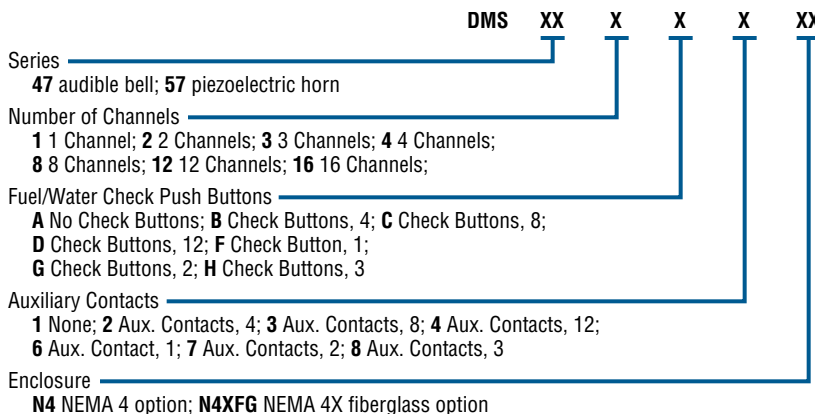 DMS XX X X X XX
Series
47 audible bell; 57 piezoelectric horn
Number of Channels
1 1 Channel; 2 2 Channels; 3 3 Channels; 4 4 Channels;
8 8 Channels; 12 12 Channels; 16 16 Channels;
Fuel/Water Check Push Buttons
A No Check Buttons; B Check Buttons, 4; C Check Buttons, 8;
D Check Buttons, 12; F Check Button, 1;
G Check Buttons, 2; H Check Buttons, 3
Auxiliary Contacts
1 None; 2 Aux. Contacts, 4; 3 Aux. Contacts, 8; 4 Aux. Contacts, 12;
6 Aux. Contact, 1; 7 Aux. Contacts, 2; 8 Aux. Contacts, 3
Enclosure
N4 NEMA 4 option; N4XFG NEMA 4X fiberglass option